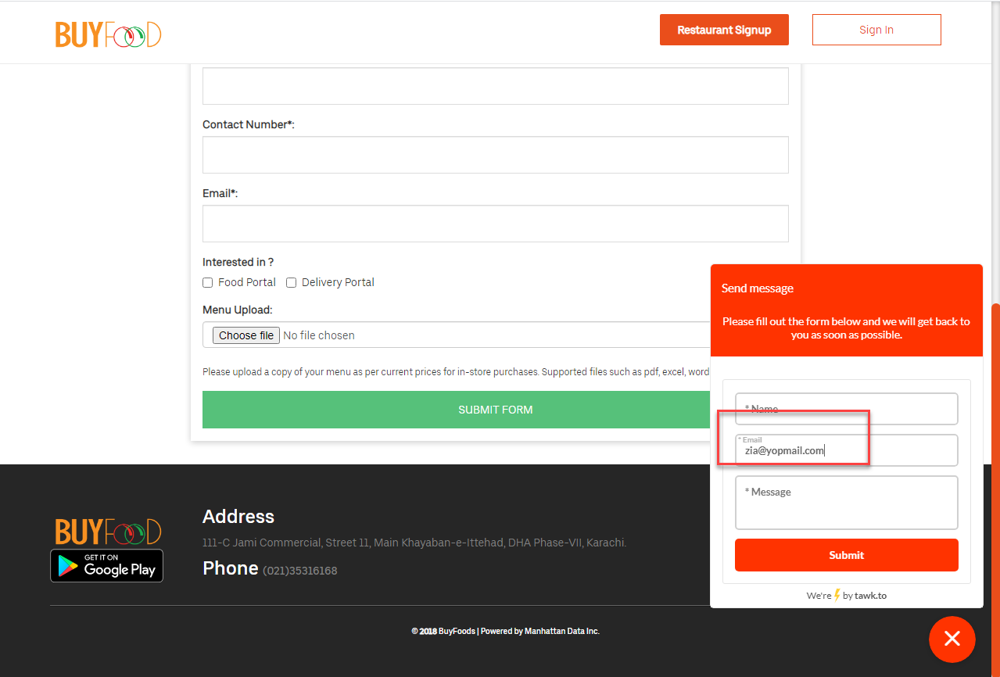 BUYFOOD
Restaurant Signup
Sign In
Contact Number*:
Email*:
Interested in ?
Food Portal
Delivery Portal
Menu Upload:
Choose file No file chosen
Please upload a copy of your menu as per current prices for in-store purchases. Supported files such as pdf, excel, word
SUBMIT FORM
Send message
Please fill out the form below and we will get back to
you as soon as possible.
* Name
* Email
zia@yopmail.com
* Message
Submit
We're by tawk.to
BUYFOOD
GET IT ON
Google Play
Address
111-C Jami Commercial, Street 11, Main Khayaban-e-Ittehad, DHA Phase-VII, Karachi.
Phone (021)35316168
© 2018 BuyFoods | Powered by Manhattan Data Inc.